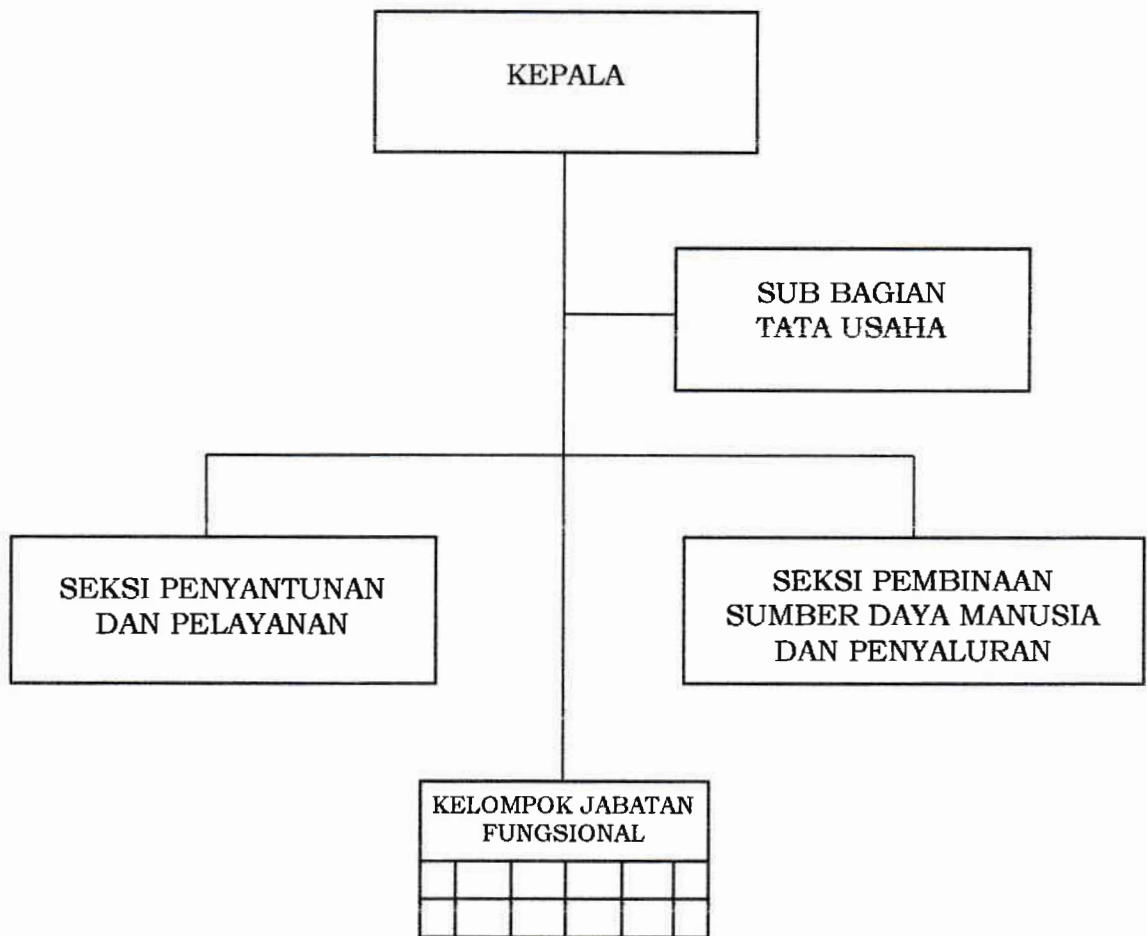 KEPALA
SUB BAGIAN
TATA USAHA
SEKSI PENYANTUNAN
DAN PELAYANAN
SEKSI PEMBINAAN
SUMBER DAYA MANUSIA
DAN PENYALURAN
KELOMPOK JABATAN
FUNGSIONAL